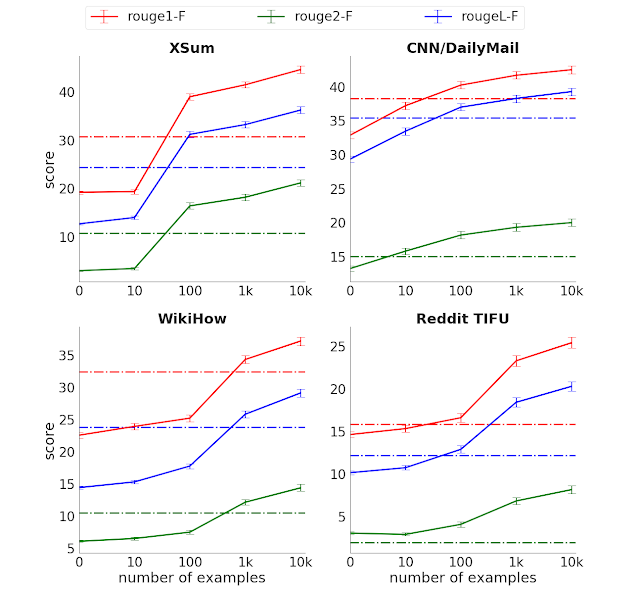 rouge1-F rouge2-F rougeL-F
XSum
CNN/DailyMail
score
40
30
20
10
0 10 100 1k 10k
40
35
30
25
20
15
0 10 100 1k 10k
WikiHow
Reddit TIFU
score
35
30
25
20
15
10
5
0 10 100 1k 10k
number of examples
25
20
15
10
5
0 10 100 1k 10k
number of examples